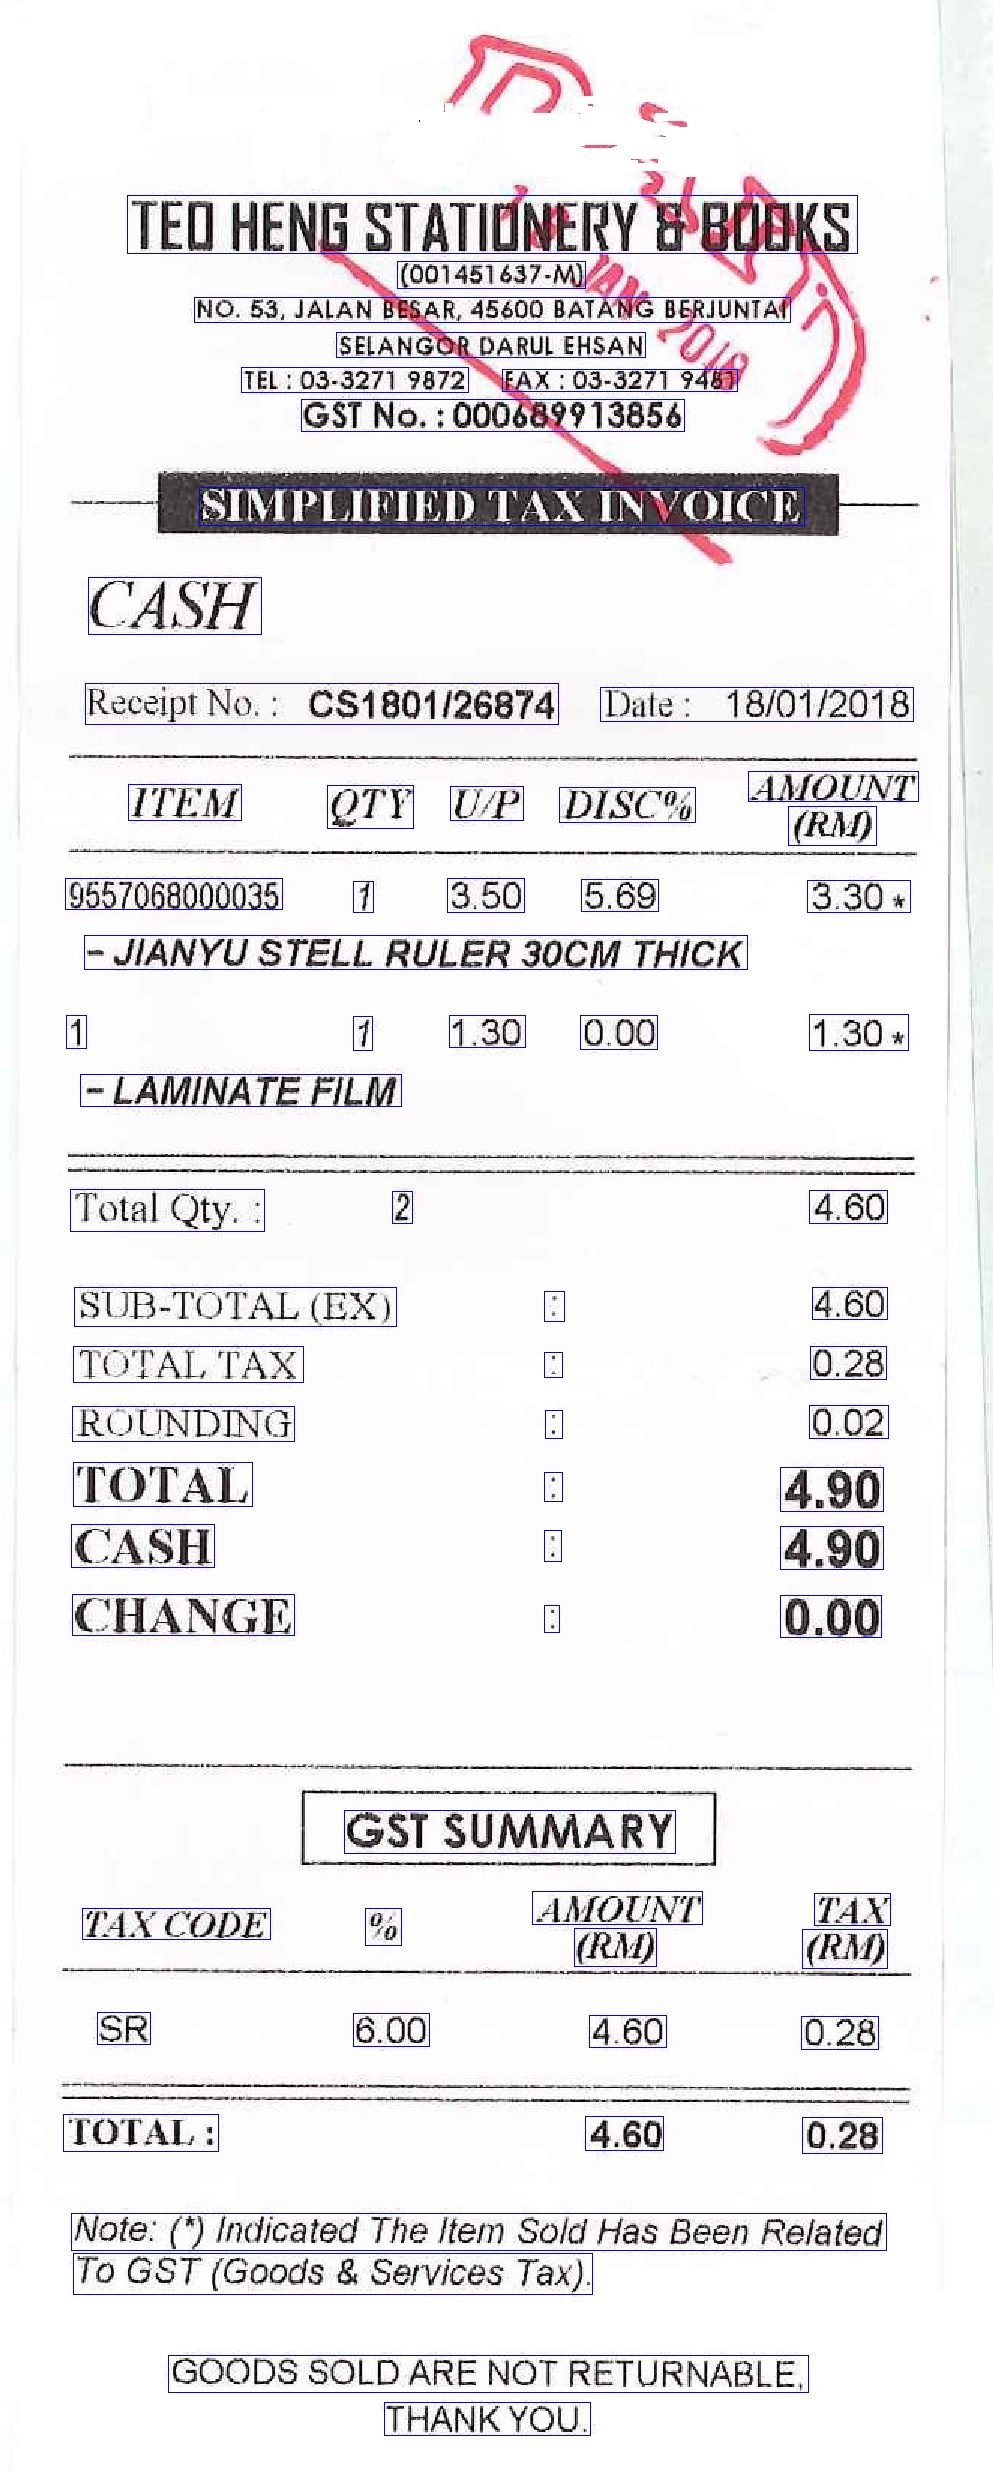 TEO HENG STATIONERY & BOOKS
(001451637-M)
NO. 53, JALAN BESAR, 45600 BATANG BERJUNTAI
SELANGOR DARUL EHSAN
TEL : 03-3271 9872 FAX : 03-3271 9451
GST No. : 000689913856
18 JAN 2018
SIMPLIFIED TAX INVOICE
CASH
Receipt No. : CS1801/26874 Date : 18/01/2018
ITEM QTY U/P DISC% AMOUNT
(RM)
9557068000035 1 3.50 5.69 3.30 *
- JIANYU STELL RULER 30CM THICK
1 1 1.30 0.00 1.30 *
- LAMINATE FILM
Total Qty. : 2 4.60
SUB-TOTAL (EX) : 4.60
TOTAL TAX : 0.28
ROUNDING : 0.02
TOTAL : 4.90
CASH : 4.90
CHANGE : 0.00
GST SUMMARY
TAX CODE % AMOUNT TAX
(RM) (RM)
SR 6.00 4.60 0.28
TOTAL : 4.60 0.28
Note: (*) Indicated The Item Sold Has Been Related
To GST (Goods & Services Tax).
GOODS SOLD ARE NOT RETURNABLE,
THANK YOU.